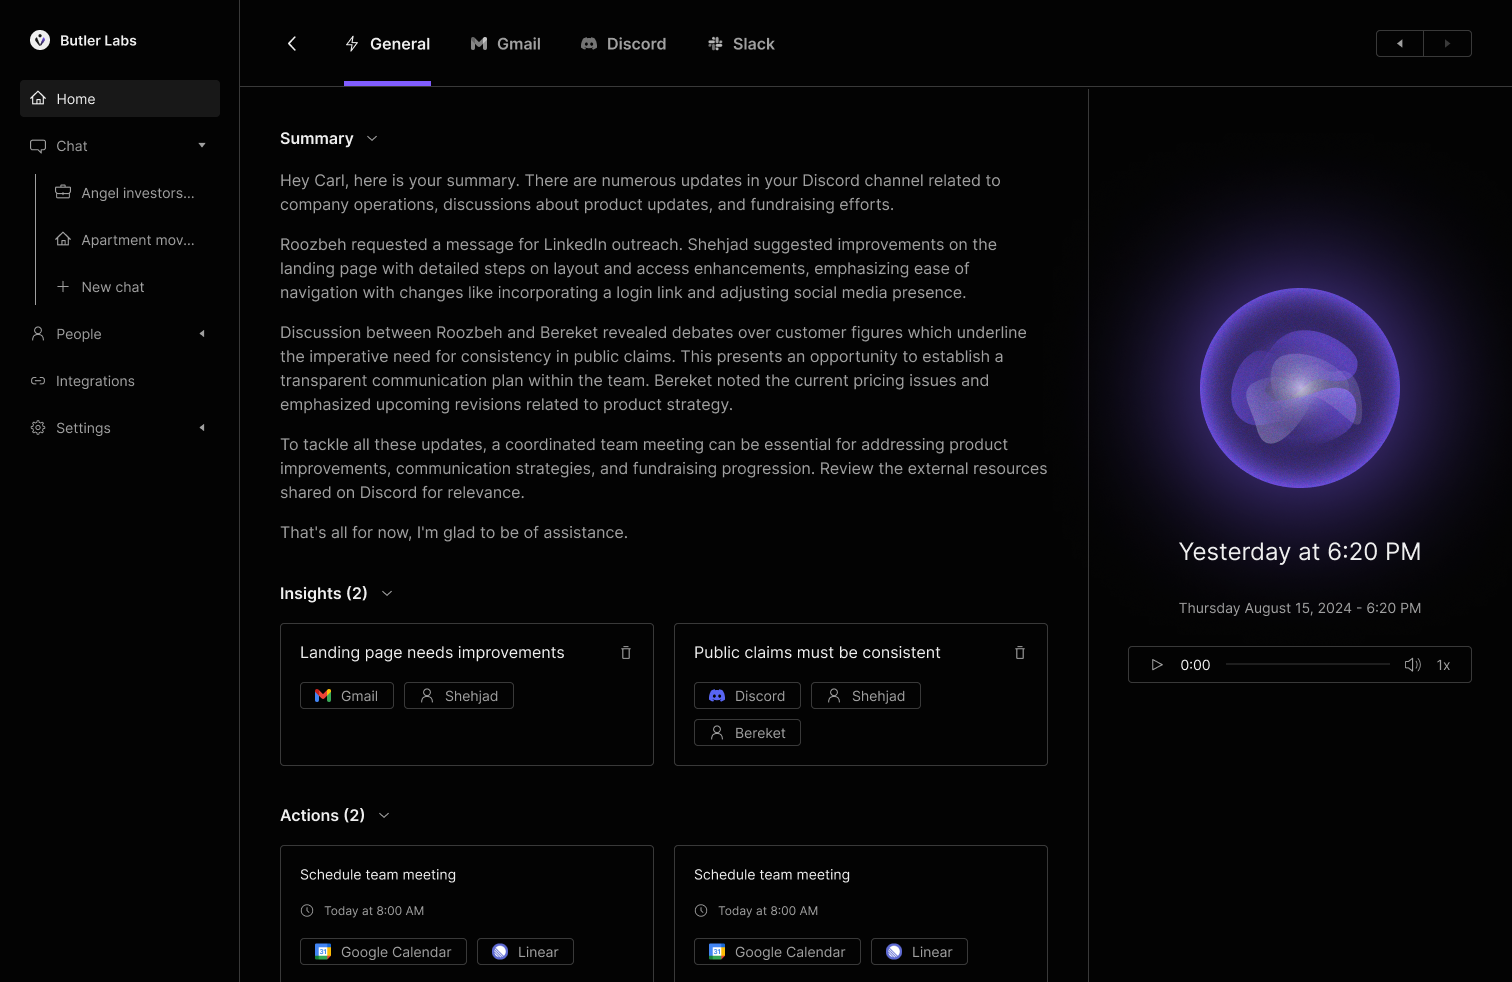 Butler Labs
Home
Chat
Angel investors...
Apartment mov...
New chat
People
Integrations
Settings
General
Gmail
Discord
Slack
Summary
Hey Carl, here is your summary. There are numerous updates in your Discord channel related to
company operations, discussions about product updates, and fundraising efforts.
Roozbeh requested a message for LinkedIn outreach. Shehjad suggested improvements on the
landing page with detailed steps on layout and access enhancements, emphasizing ease of
navigation with changes like incorporating a login link and adjusting social media presence.
Discussion between Roozbeh and Bereket revealed debates over customer figures which underline
the imperative need for consistency in public claims. This presents an opportunity to establish a
transparent communication plan within the team. Bereket noted the current pricing issues and
emphasized upcoming revisions related to product strategy.
To tackle all these updates, a coordinated team meeting can be essential for addressing product
improvements, communication strategies, and fundraising progression. Review the external resources
shared on Discord for relevance.
That's all for now, I'm glad to be of assistance.
Insights (2)
Landing page needs improvements
Gmail
Shehjad
Public claims must be consistent
Discord
Shehjad
Bereket
Actions (2)
Schedule team meeting
Today at 8:00 AM
31
Google Calendar
Linear
Schedule team meeting
Today at 8:00 AM
31
Google Calendar
Linear
Yesterday at 6:20 PM
Thursday August 15, 2024 - 6:20 PM
0:00
1x